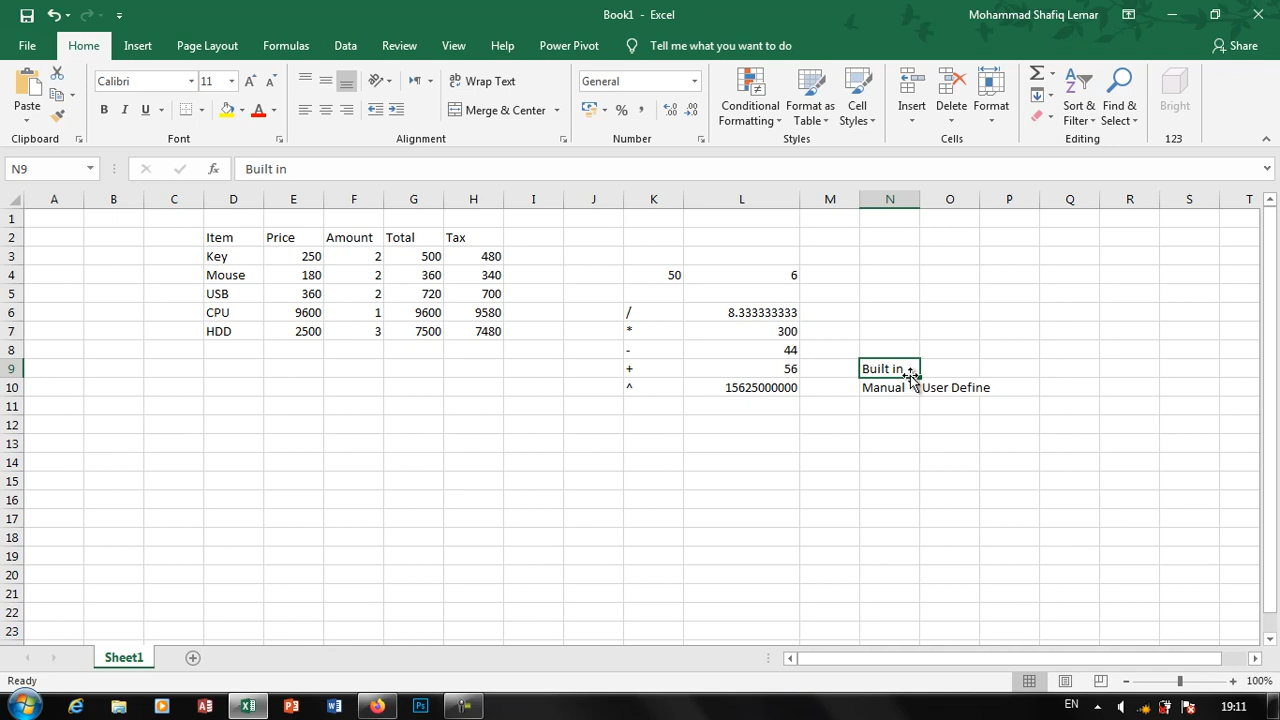 Book1 - Excel
Mohammad Shafiq Lemar
File Home Insert Page Layout Formulas Data Review View Help Power Pivot Tell me what you want to do Share
Calibri 11
Wrap Text
General
Paste
B I U
Merge & Center
% , .00 .0
Conditional Formatting
Format as Table
Cell Styles
Insert Delete Format
Sort & Filter
Find & Select
Bright
Clipboard Font Alignment Number Styles Cells Editing 123
N9 fx Built in
A B C D E F G H I J K L M N O P Q R S T
1
2 Item Price Amount Total Tax
3 Key 250 2 500 480
4 Mouse 180 2 360 340 50 6
5 USB 360 2 720 700
6 CPU 9600 1 9600 9580 / 8.333333333
7 HDD 2500 3 7500 7480 * 300
8 - 44
9 + 56 Built in
10 ^ 15625000000 Manual User Define
11
12
13
14
15
16
17
18
19
20
21
22
23
Sheet1
Ready 100%
EN 19:11